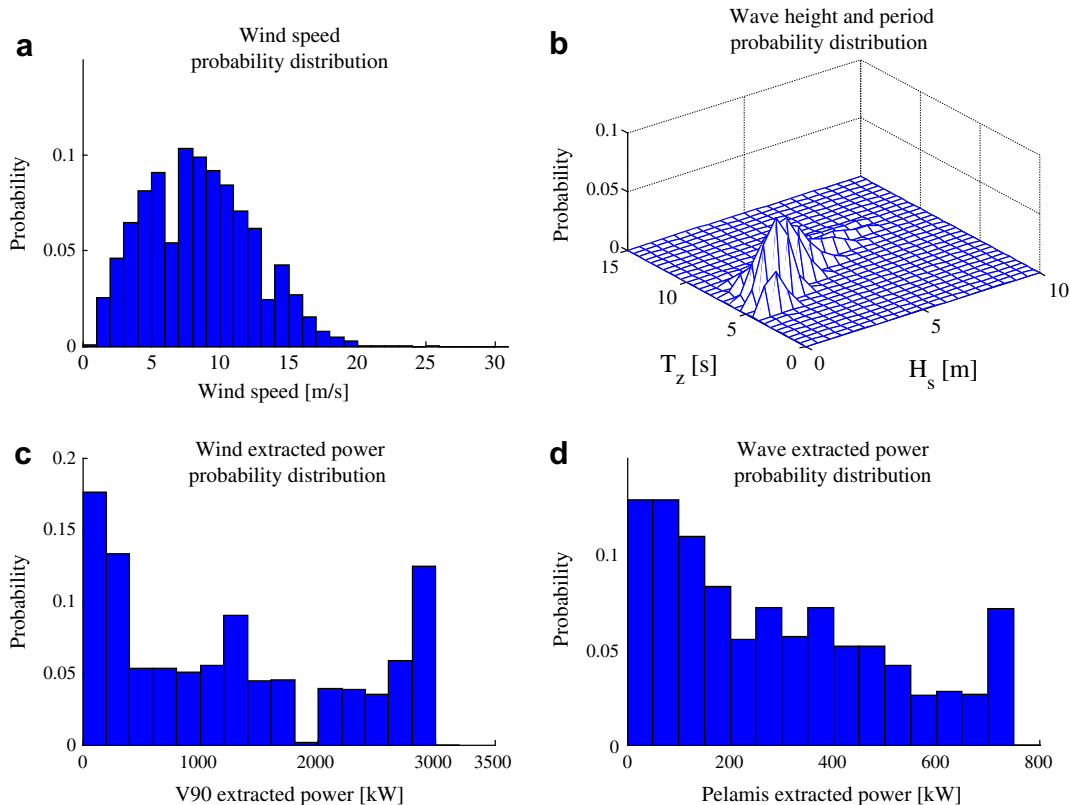 a
Wind speed
probability distribution
Probability
0.1
0.05
0
0 5 10 15 20 25 30
Wind speed [m/s]
b
Wave height and period
probability distribution
Probability
0.1
0.05
0
15
10
5
0
0
5
10
T_z [s]
H_s [m]
c
Wind extracted power
probability distribution
Probability
0.2
0.15
0.1
0.05
0
0 1000 2000 3000 3500
V90 extracted power [kW]
d
Wave extracted power
probability distribution
Probability
0.1
0.05
0
0 200 400 600 800
Pelamis extracted power [kW]